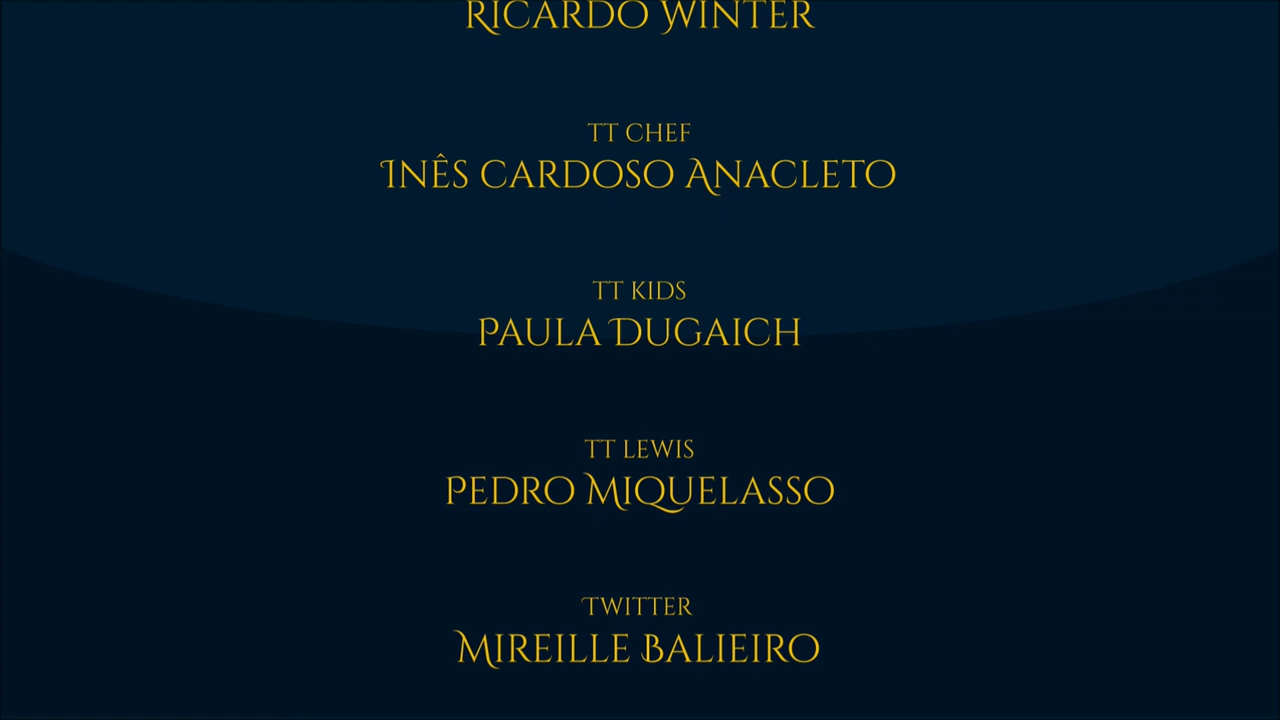 RICARDO WINTER
TT CHEF
INÊS CARDOSO ANACLETO
TT KIDS
PAULA DUGAICH
TT LEWIS
PEDRO MIQUELASSO
TWITTER
MIREILLE BALIEIRO